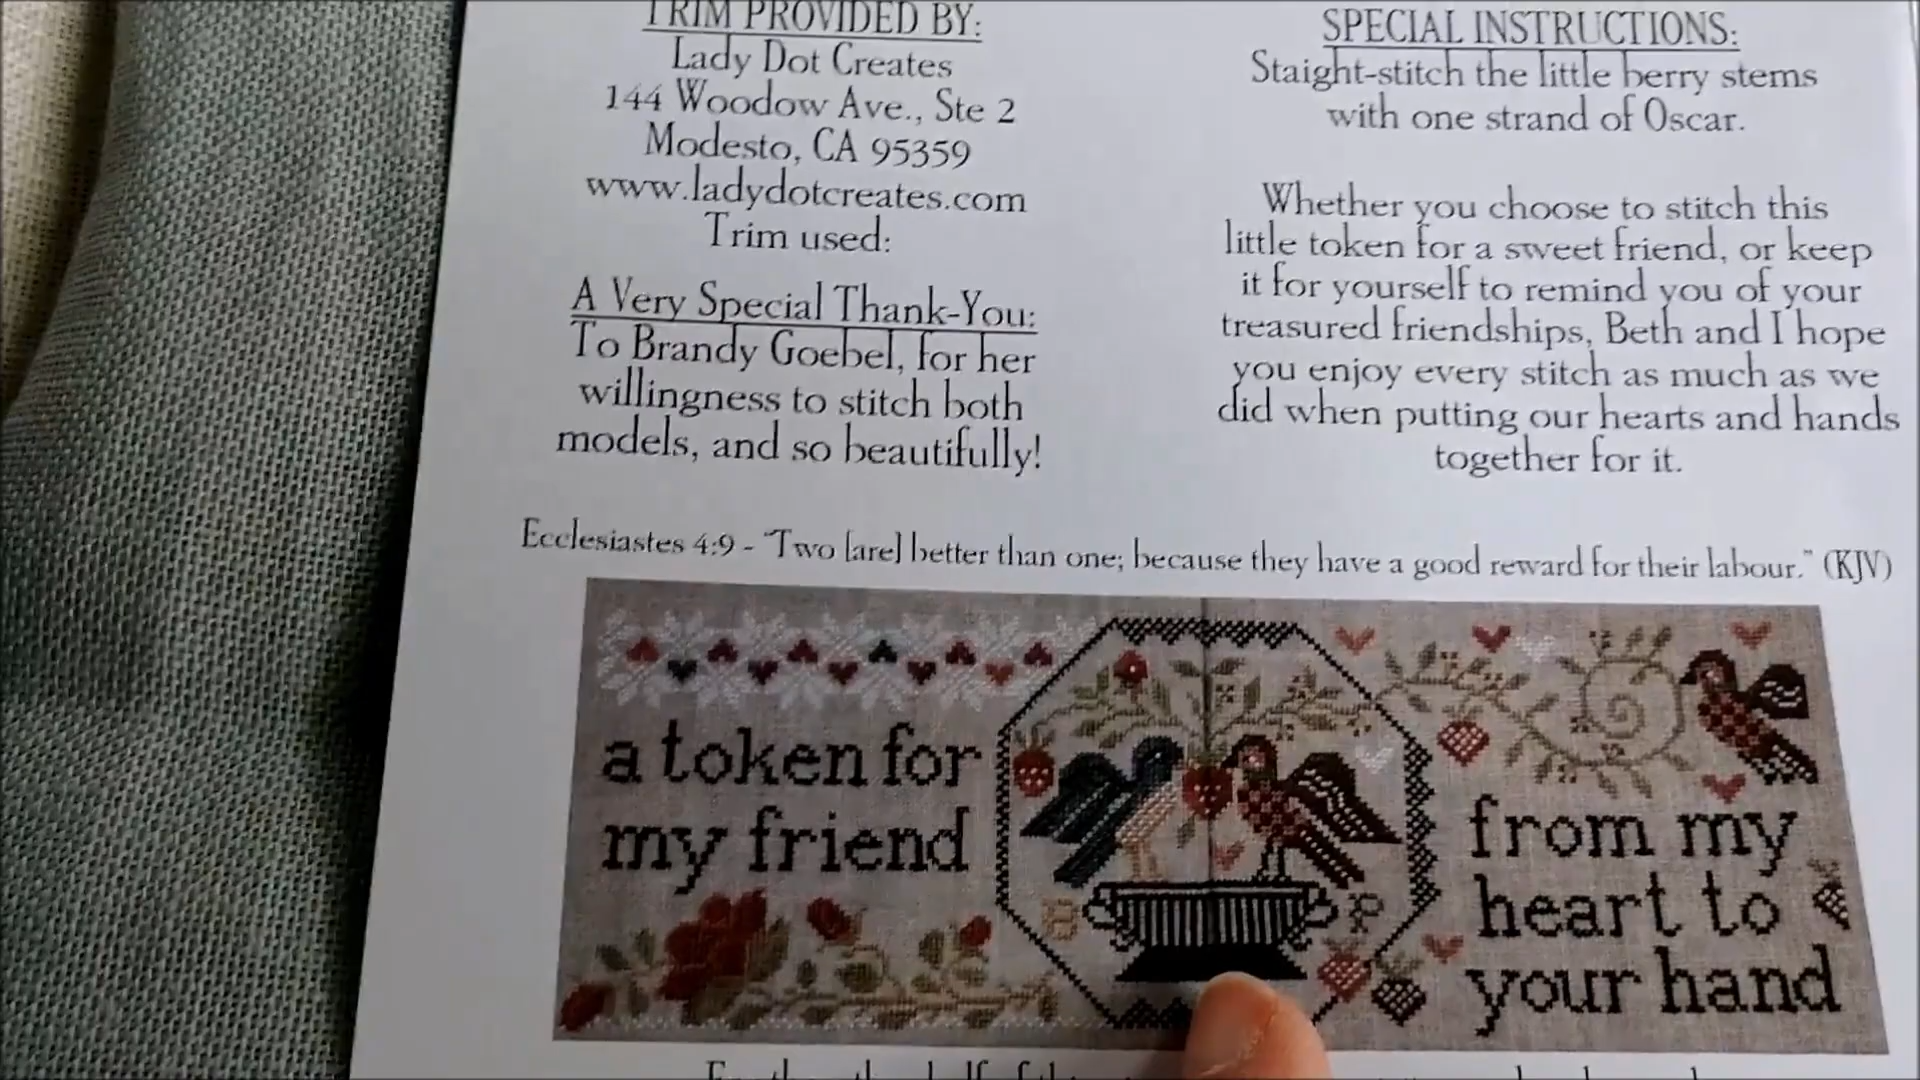 TRIM PROVIDED BY:
Lady Dot Creates
144 Woodow Ave., Ste 2
Modesto, CA 95359
www.ladydotcreates.com
Trim used:
A Very Special Thank-You:
To Brandy Goebel, for her
willingness to stitch both
models, and so beautifully!
SPECIAL INSTRUCTIONS:
Staight-stitch the little berry stems
with one strand of Oscar.
Whether you choose to stitch this
little token for a sweet friend, or keep
it for yourself to remind you of your
treasured friendships, Beth and I hope
you enjoy every stitch as much as we
did when putting our hearts and hands
together for it.
Ecclesiastes 4:9 - "Two [are] better than one; because they have a good reward for their labour." (KJV)
a token for
my friend
B P
from my
heart to
your hand